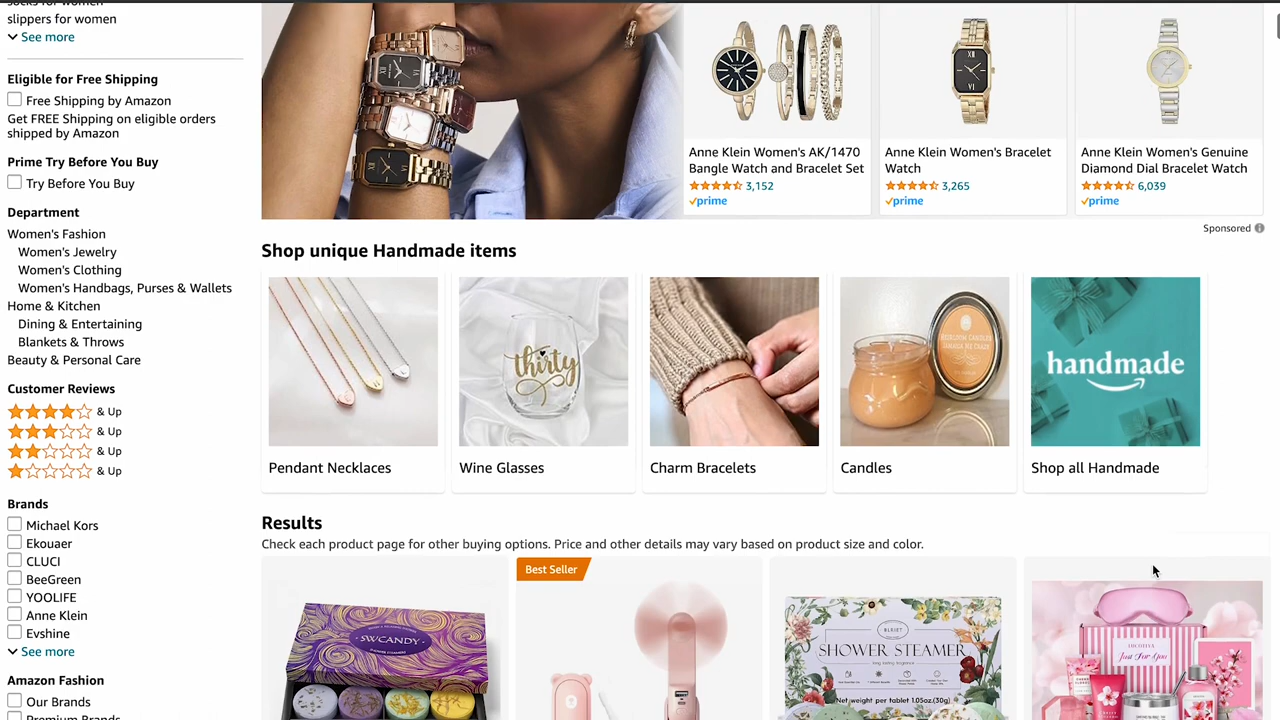 slippers for women
See more
Eligible for Free Shipping
Free Shipping by Amazon
Get FREE Shipping on eligible orders
shipped by Amazon
Prime Try Before You Buy
Try Before You Buy
Department
Women's Fashion
Women's Jewelry
Women's Clothing
Women's Handbags, Purses & Wallets
Home & Kitchen
Dining & Entertaining
Blankets & Throws
Beauty & Personal Care
Customer Reviews
& Up
& Up
& Up
& Up
Brands
Michael Kors
Ekouaer
CLUCI
BeeGreen
YOOLIFE
Anne Klein
Evshine
See more
Amazon Fashion
Our Brands
Premium Brands
Anne Klein Women's AK/1470
Bangle Watch and Bracelet Set
3,152
prime
Anne Klein Women's Bracelet
Watch
3,265
prime
Anne Klein Women's Genuine
Diamond Dial Bracelet Watch
6,039
prime
Sponsored
Shop unique Handmade items
thirty
handmade
Pendant Necklaces
Wine Glasses
Charm Bracelets
Candles
Shop all Handmade
Results
Check each product page for other buying options. Price and other details may vary based on product size and color.
SWCANDY
Best Seller
BLRIET
SHOWER STEAMER
long lasting fragrance
Net weight per tablet 1.05oz.(30g)
Just For You